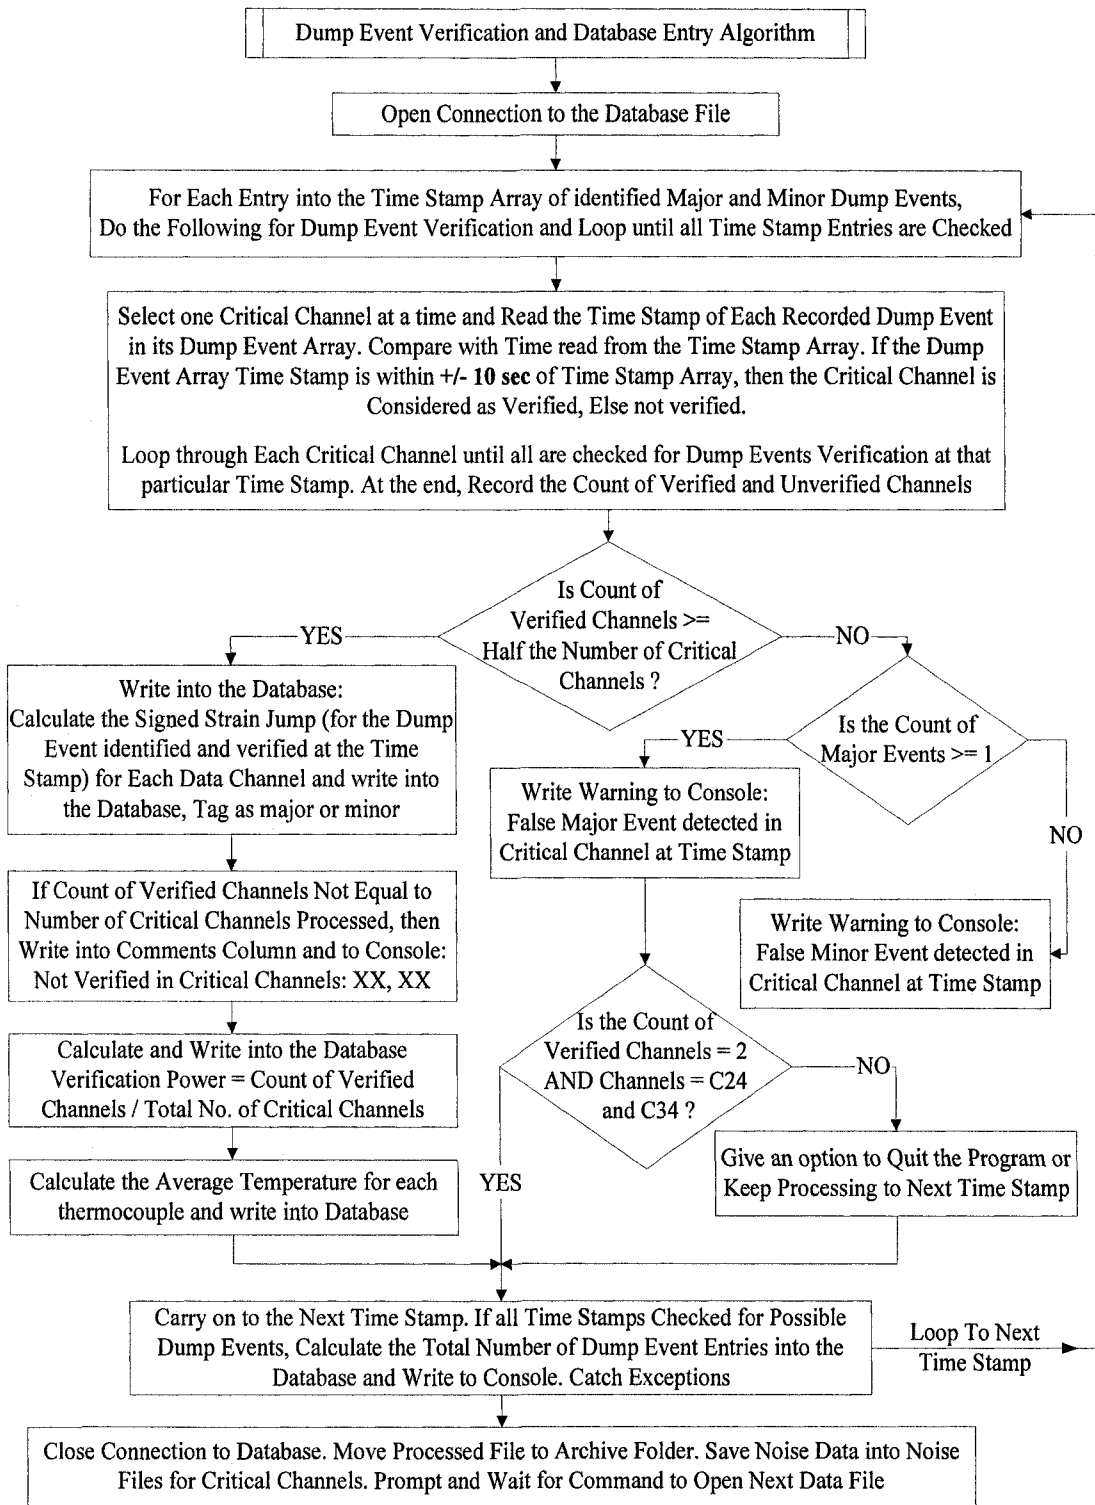 Dump Event Verification and Database Entry Algorithm
Open Connection to the Database File
For Each Entry into the Time Stamp Array of identified Major and Minor Dump Events,
Do the Following for Dump Event Verification and Loop until all Time Stamp Entries are Checked
Select one Critical Channel at a time and Read the Time Stamp of Each Recorded Dump Event
in its Dump Event Array. Compare with Time read from the Time Stamp Array. If the Dump
Event Array Time Stamp is within +/- 10 sec of Time Stamp Array, then the Critical Channel is
Considered as Verified, Else not verified.
Loop through Each Critical Channel until all are checked for Dump Events Verification at that
particular Time Stamp. At the end, Record the Count of Verified and Unverified Channels
Is Count of
Verified Channels >=
Half the Number of Critical
Channels ?
YES
NO
Write into the Database:
Calculate the Signed Strain Jump (for the Dump
Event identified and verified at the Time
Stamp) for Each Data Channel and write into
the Database, Tag as major or minor
Is the Count of
Major Events >= 1
YES
NO
Write Warning to Console:
False Major Event detected in
Critical Channel at Time Stamp
If Count of Verified Channels Not Equal to
Number of Critical Channels Processed, then
Write into Comments Column and to Console:
Not Verified in Critical Channels: XX, XX
Write Warning to Console:
False Minor Event detected in
Critical Channel at Time Stamp
Is the Count of
Verified Channels = 2
AND Channels = C24
and C34 ?
NO
YES
Calculate and Write into the Database
Verification Power = Count of Verified
Channels / Total No. of Critical Channels
Give an option to Quit the Program or
Keep Processing to Next Time Stamp
Calculate the Average Temperature for each
thermocouple and write into Database
Carry on to the Next Time Stamp. If all Time Stamps Checked for Possible
Dump Events, Calculate the Total Number of Dump Event Entries into the
Database and Write to Console. Catch Exceptions
Loop To Next
Time Stamp
Close Connection to Database. Move Processed File to Archive Folder. Save Noise Data into Noise
Files for Critical Channels. Prompt and Wait for Command to Open Next Data File